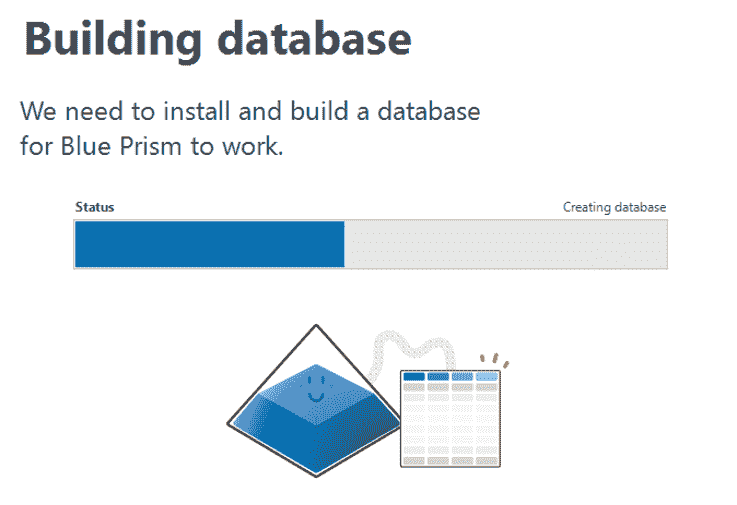 Building database
We need to install and build a database
for Blue Prism to work.
Status
Creating database